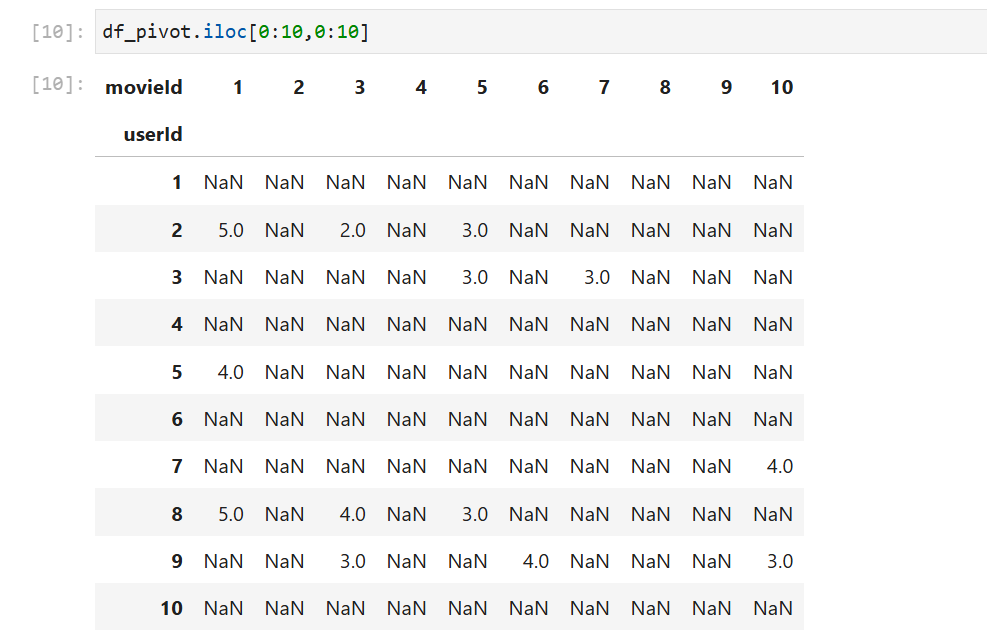 [10]: df_pivot.iloc[0:10,0:10]
[10]: movieId 1 2 3 4 5 6 7 8 9 10
userId
1 NaN NaN NaN NaN NaN NaN NaN NaN NaN NaN
2 5.0 NaN 2.0 NaN 3.0 NaN NaN NaN NaN NaN
3 NaN NaN NaN NaN 3.0 NaN 3.0 NaN NaN NaN
4 NaN NaN NaN NaN NaN NaN NaN NaN NaN NaN
5 4.0 NaN NaN NaN NaN NaN NaN NaN NaN NaN
6 NaN NaN NaN NaN NaN NaN NaN NaN NaN NaN
7 NaN NaN NaN NaN NaN NaN NaN NaN NaN 4.0
8 5.0 NaN 4.0 NaN 3.0 NaN NaN NaN NaN NaN
9 NaN NaN 3.0 NaN NaN 4.0 NaN NaN NaN 3.0
10 NaN NaN NaN NaN NaN NaN NaN NaN NaN NaN